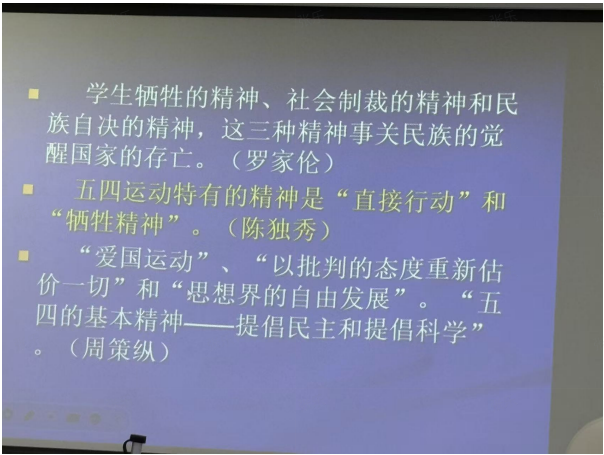 学生牺牲的精神、社会制裁的精神和民
族自决的精神，这三种精神事关民族的觉
醒国家的存亡。（罗家伦）
五四运动特有的精神是“直接行动”和
“牺牲精神”。（陈独秀）
“爱国运动”、“以批判的态度重新估
价一切”和“思想界的自由发展”。“五
四的基本精神——提倡民主和提倡科学”
。（周策纵）